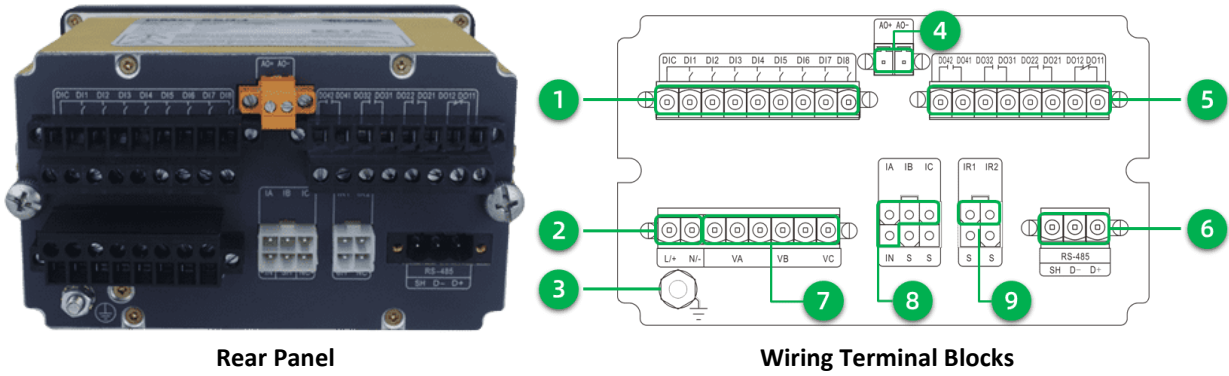 AO+ AO-
DIC DI1 DI2 DI3 DI4 DI5 DI6 DI7 DI8
DO42 DO41 DO32 DO31 DO22 DO21 DO12 DO11
IA IB IC
IR1 IR2
RS-485
SH D- D+
Rear Panel
AO+ AO-
4
DIC DI1 DI2 DI3 DI4 DI5 DI6 DI7 DI8
DO42 DO41 DO32 DO31 DO22 DO21 DO12 DO11
1
5
IA IB IC
IR1 IR2
2
6
L/+ N/- VA VB VC
IN S S
S S
RS-485
SH D- D+
3
7
8
9
Wiring Terminal Blocks